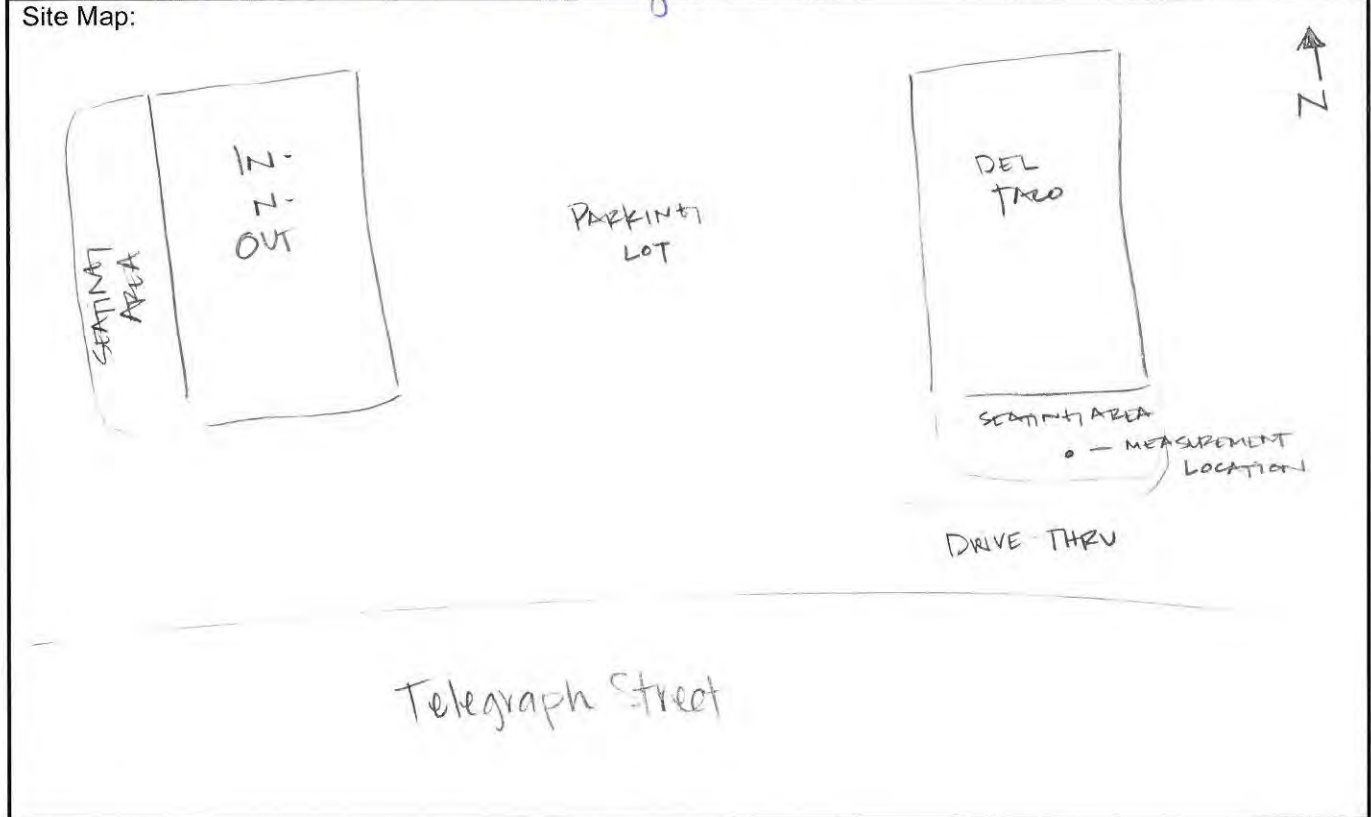 Site Map:
N
IN·
N·
OUT
SEATING
AREA
PARKING
LOT
DEL
TACO
SEATING AREA
• — MEASUREMENT
LOCATION
DRIVE THRU
Telegraph Street